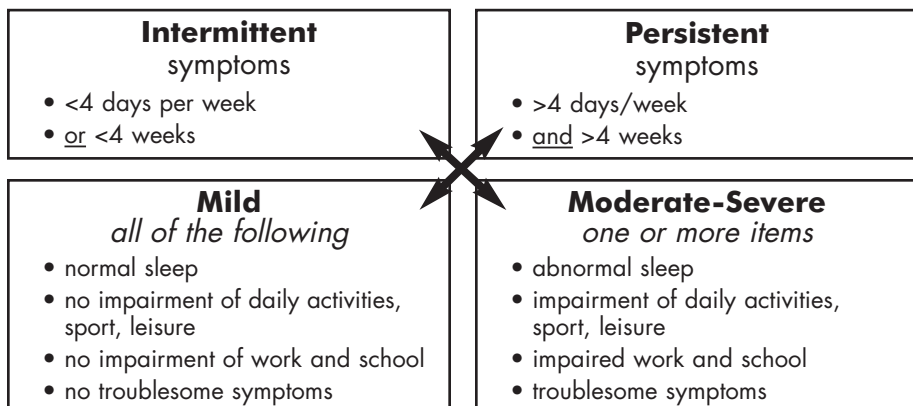 Intermittent
symptoms
• <4 days per week
• or <4 weeks
Persistent
symptoms
• >4 days/week
• and >4 weeks
Mild
all of the following
• normal sleep
• no impairment of daily activities,
sport, leisure
• no impairment of work and school
• no troublesome symptoms
Moderate-Severe
one or more items
• abnormal sleep
• impairment of daily activities,
sport, leisure
• impaired work and school
• troublesome symptoms